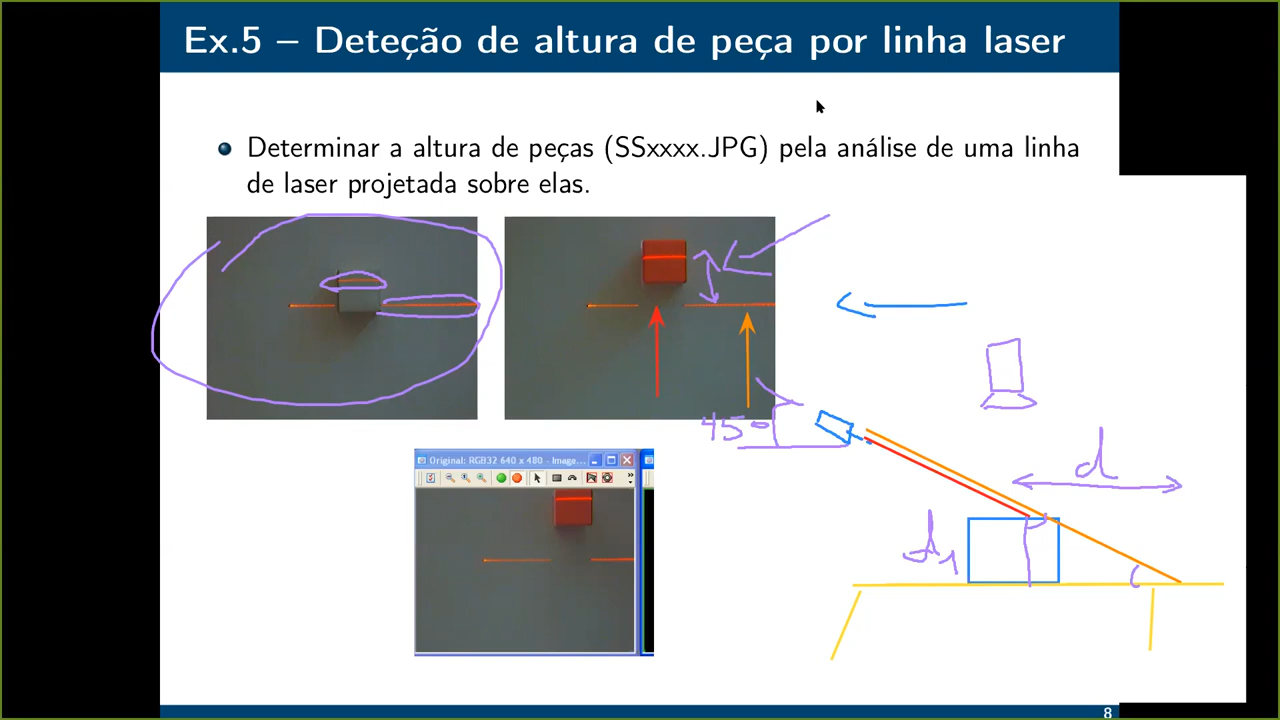 Ex.5 – Deteção de altura de peça por linha laser
Determinar a altura de peças (SSxxxx.JPG) pela análise de uma linha
de laser projetada sobre elas.
45º
d
d1
Original: RGB32 640 x 480 - Image...
8